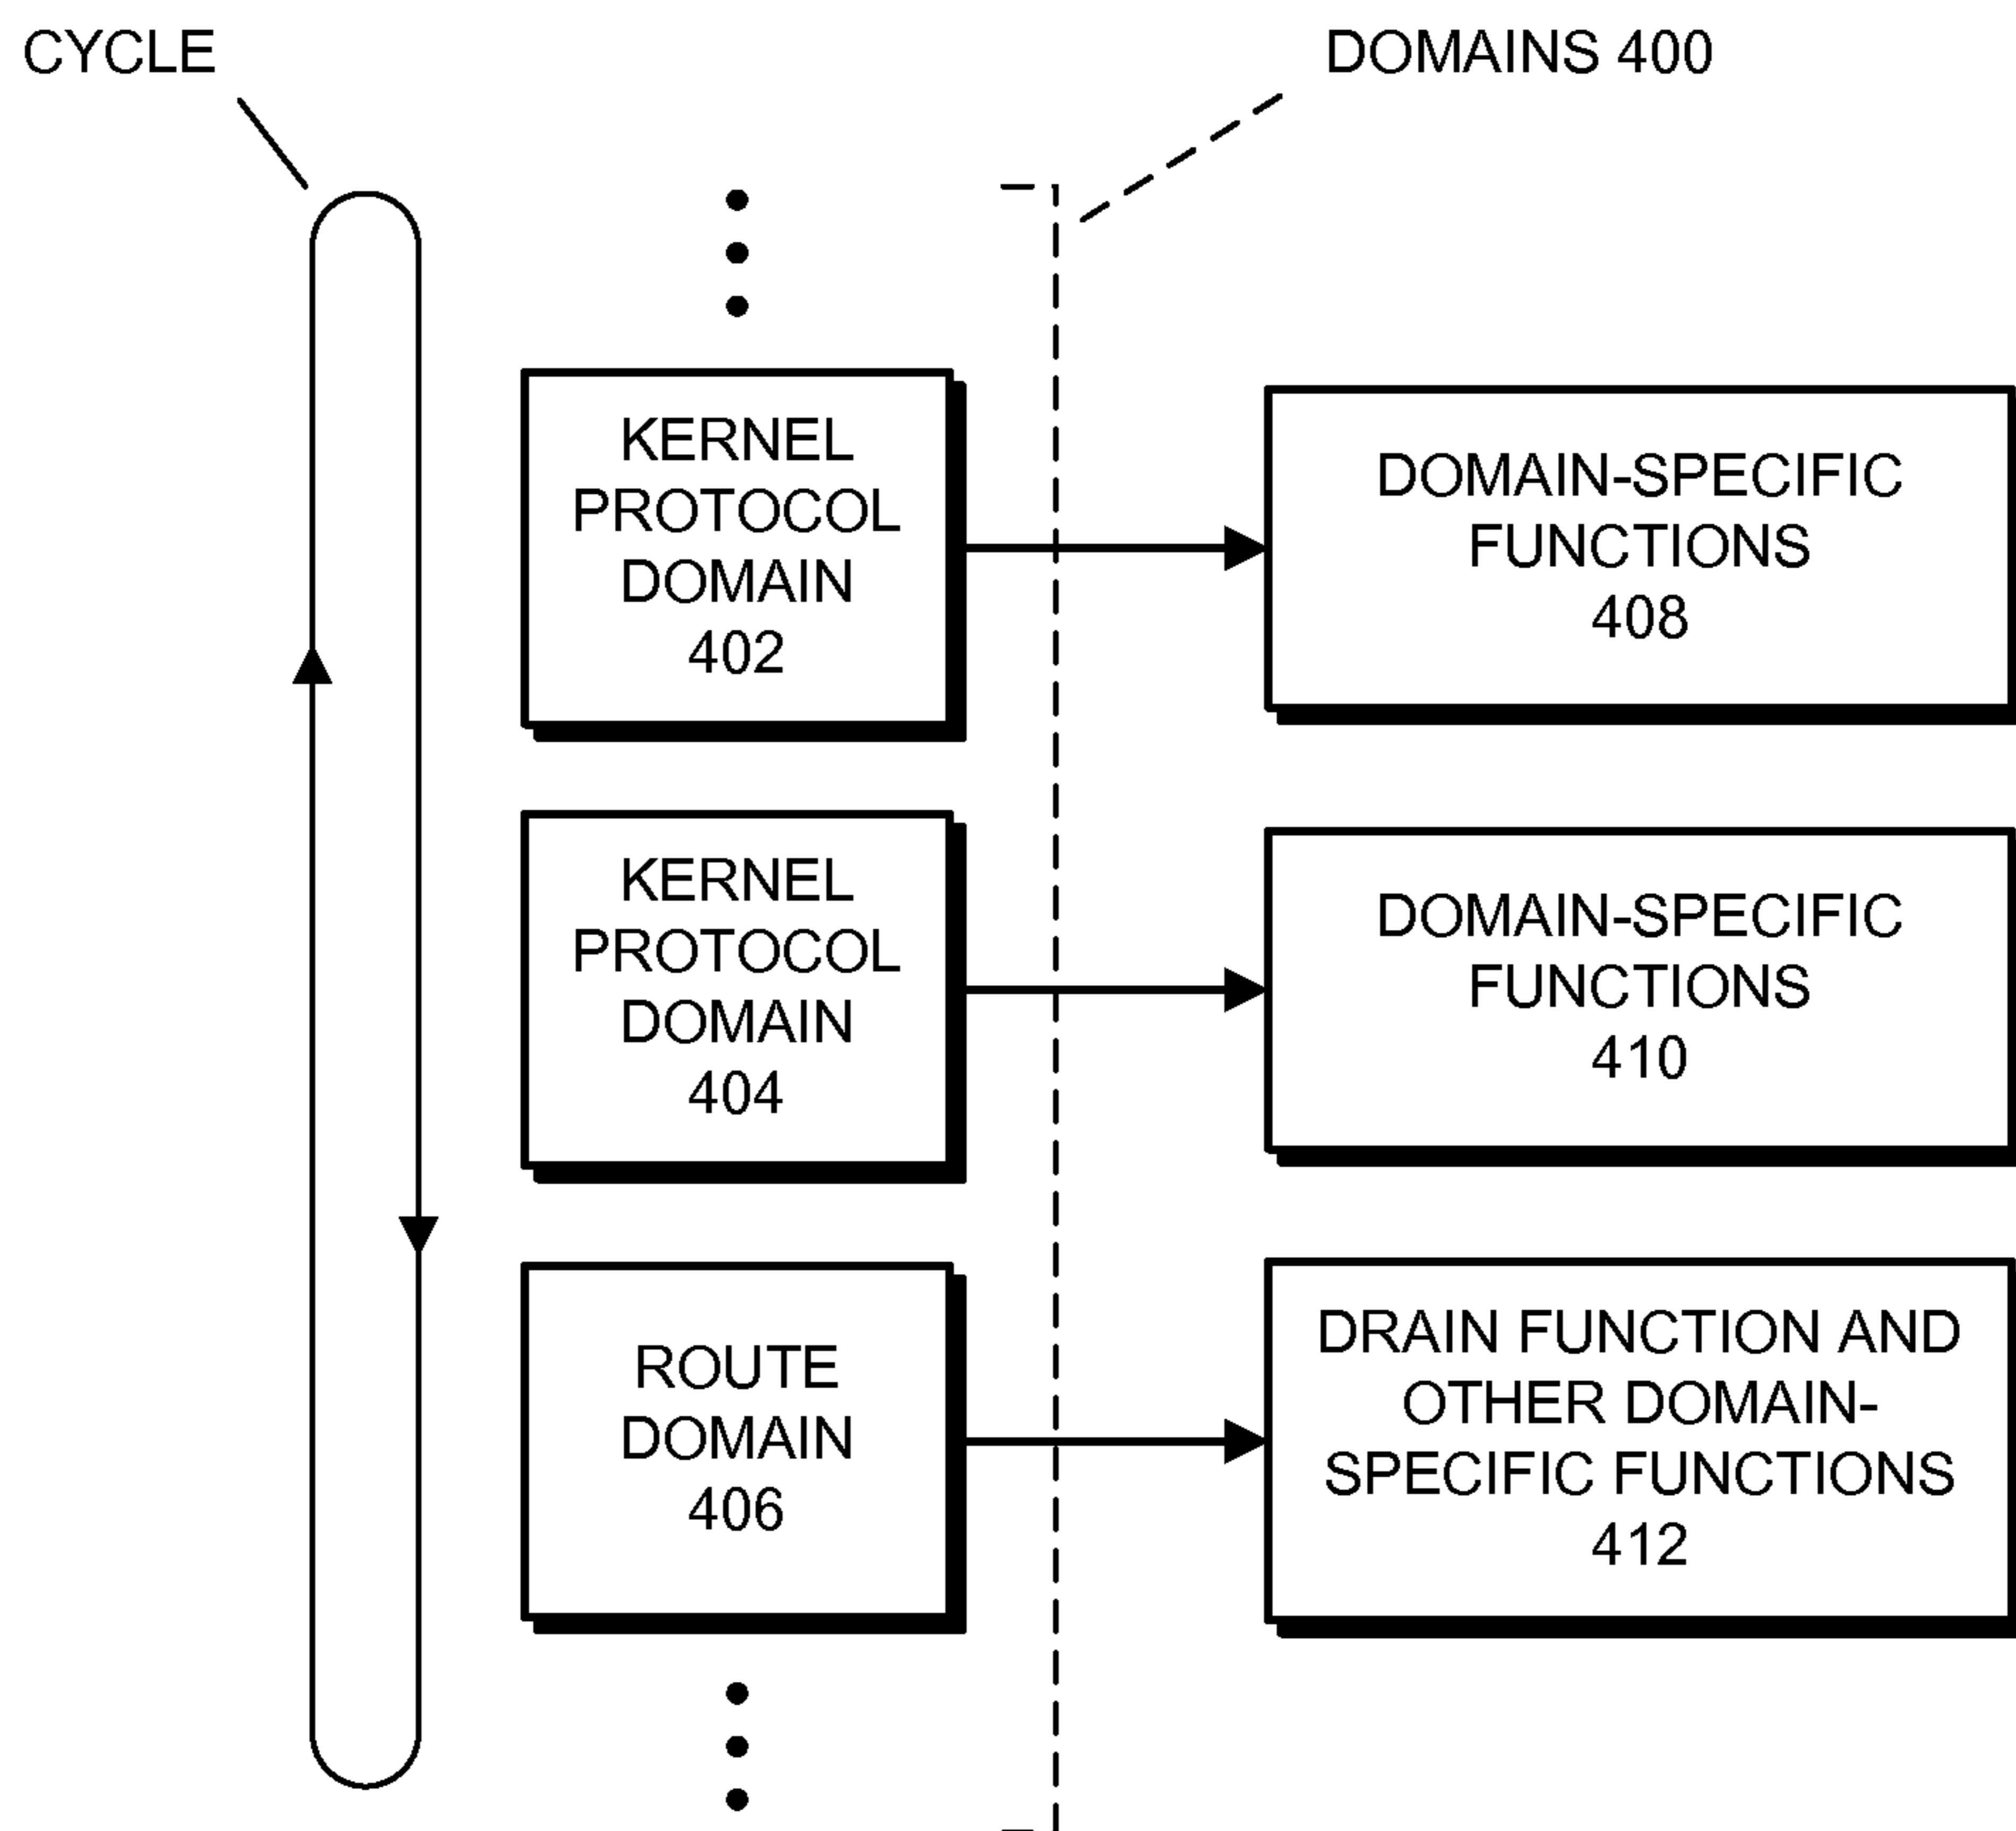 CYCLE
DOMAINS 400
KERNEL
PROTOCOL
DOMAIN
402
DOMAIN-SPECIFIC
FUNCTIONS
408
KERNEL
PROTOCOL
DOMAIN
404
DOMAIN-SPECIFIC
FUNCTIONS
410
ROUTE
DOMAIN
406
DRAIN FUNCTION AND
OTHER DOMAIN-
SPECIFIC FUNCTIONS
412